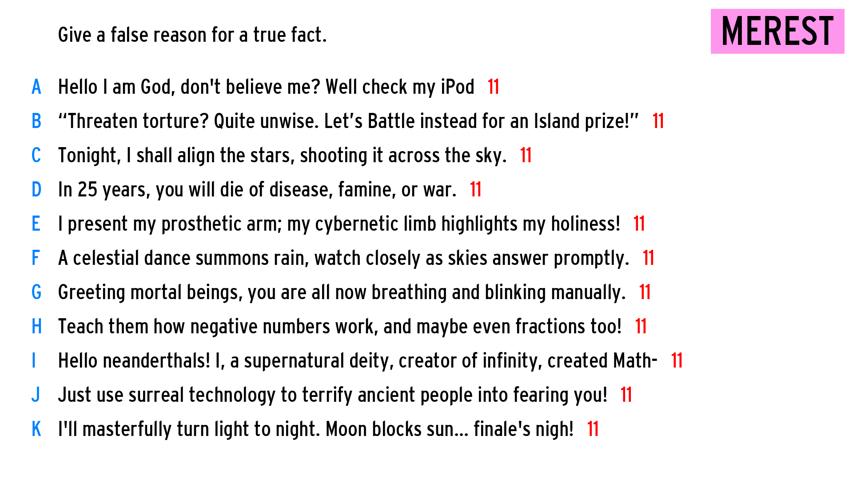 Give a false reason for a true fact.
MEREST
A Hello I am God, don't believe me? Well check my iPod 11
B “Threaten torture? Quite unwise. Let’s Battle instead for an Island prize!” 11
C Tonight, I shall align the stars, shooting it across the sky. 11
D In 25 years, you will die of disease, famine, or war. 11
E I present my prosthetic arm; my cybernetic limb highlights my holiness! 11
F A celestial dance summons rain, watch closely as skies answer promptly. 11
G Greeting mortal beings, you are all now breathing and blinking manually. 11
H Teach them how negative numbers work, and maybe even fractions too! 11
I Hello neanderthals! I, a supernatural deity, creator of infinity, created Math- 11
J Just use surreal technology to terrify ancient people into fearing you! 11
K I'll masterfully turn light to night. Moon blocks sun... finale's nigh! 11